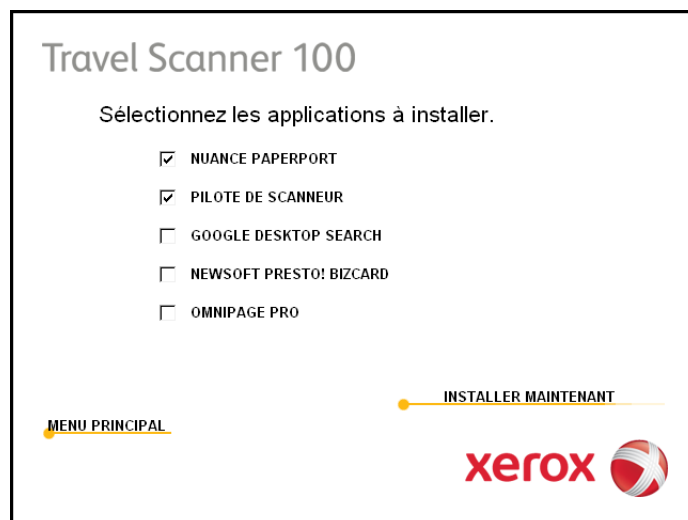 Travel Scanner 100
Sélectionnez les applications à installer.
NUANCE PAPERPORT
PILOTE DE SCANNEUR
GOOGLE DESKTOP SEARCH
NEWSOFT PRESTO! BIZCARD
OMNIPAGE PRO
INSTALLER MAINTENANT
MENU PRINCIPAL
xerox